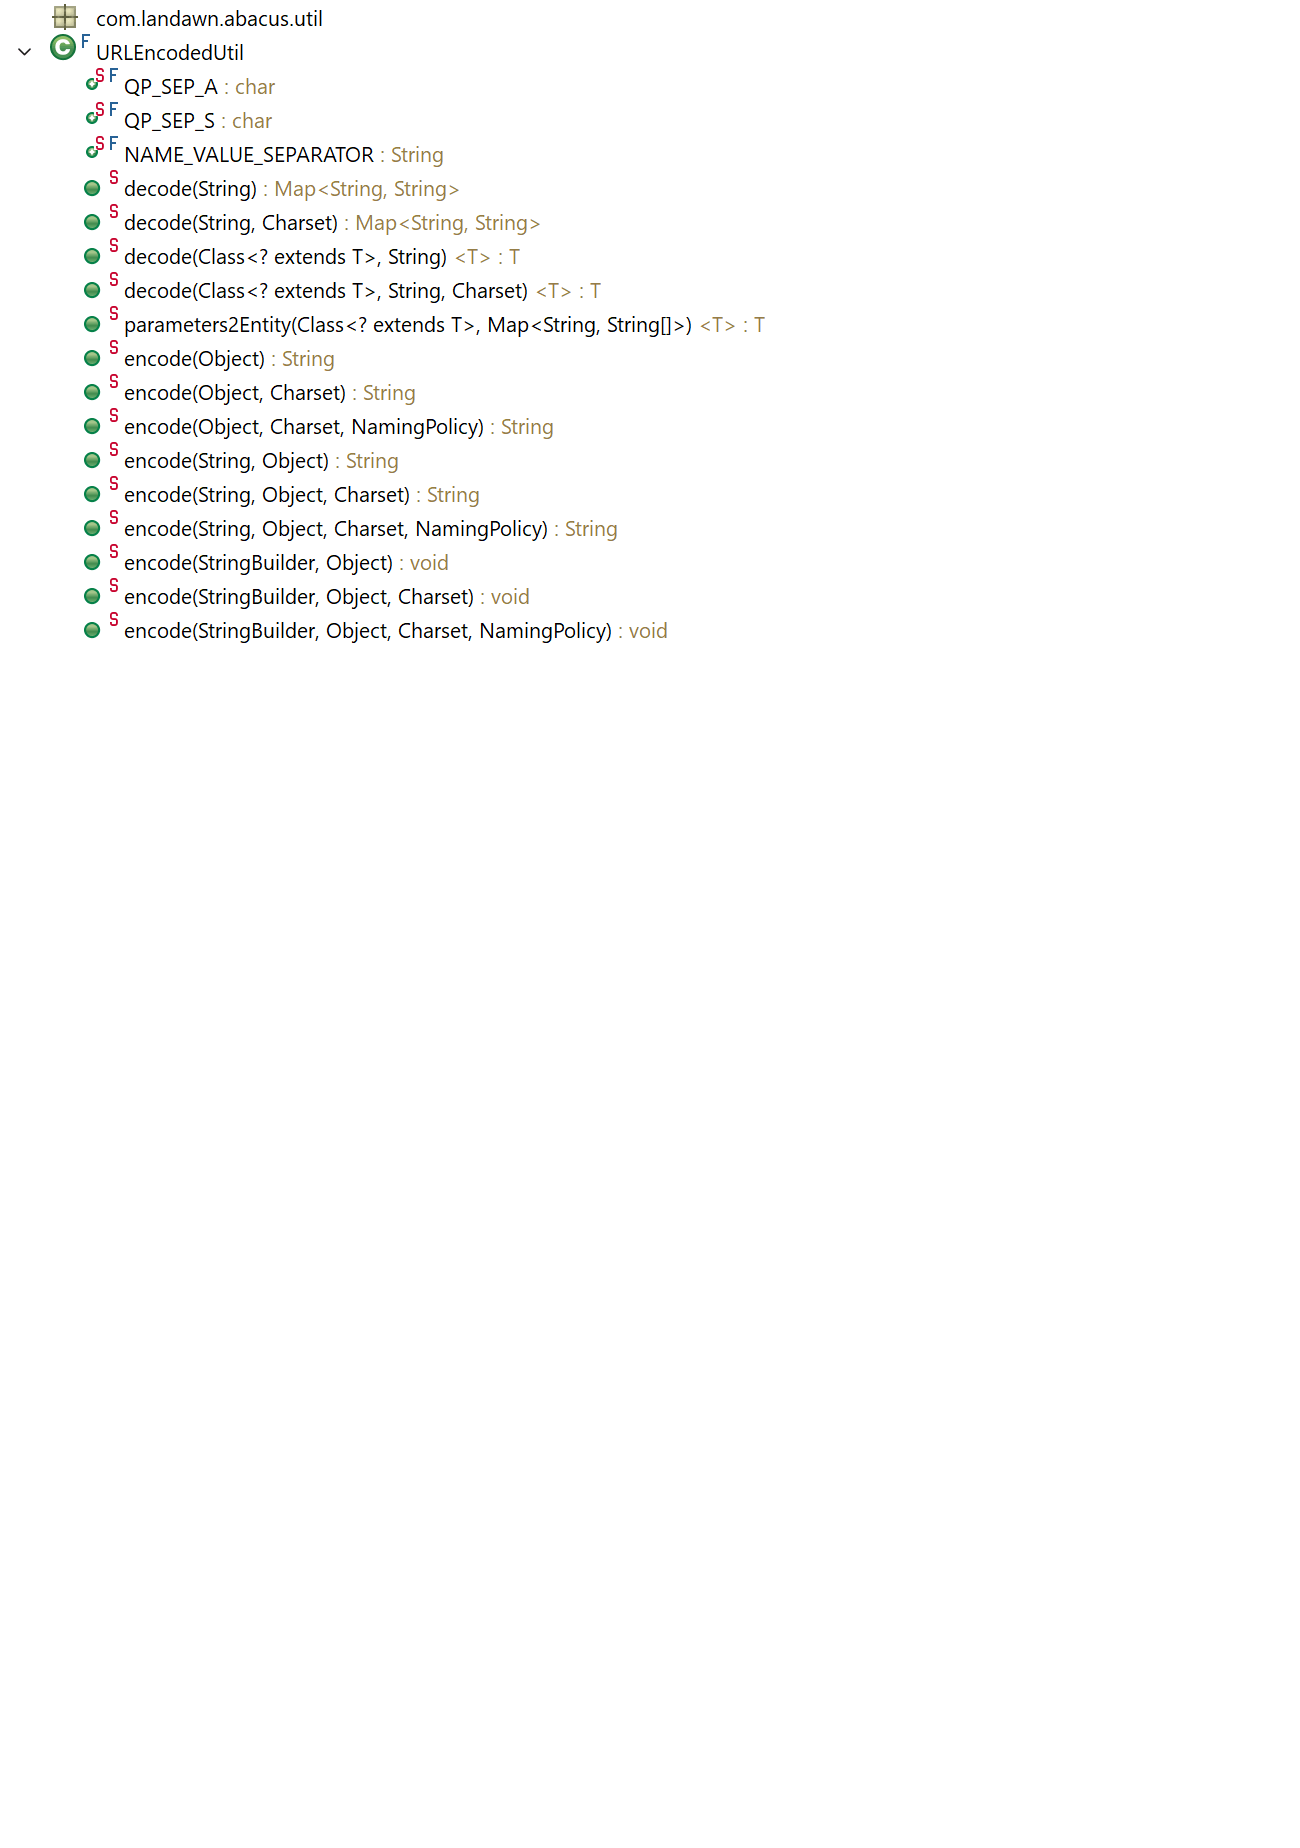 com.landawn.abacus.util
C F URLEncodedUtil
S F QP_SEP_A : char
S F QP_SEP_S : char
S F NAME_VALUE_SEPARATOR : String
S decode(String) : Map<String, String>
S decode(String, Charset) : Map<String, String>
S decode(Class<? extends T>, String) <T> : T
S decode(Class<? extends T>, String, Charset) <T> : T
S parameters2Entity(Class<? extends T>, Map<String, String[]>) <T> : T
S encode(Object) : String
S encode(Object, Charset) : String
S encode(Object, Charset, NamingPolicy) : String
S encode(String, Object) : String
S encode(String, Object, Charset) : String
S encode(String, Object, Charset, NamingPolicy) : String
S encode(StringBuilder, Object) : void
S encode(StringBuilder, Object, Charset) : void
S encode(StringBuilder, Object, Charset, NamingPolicy) : void